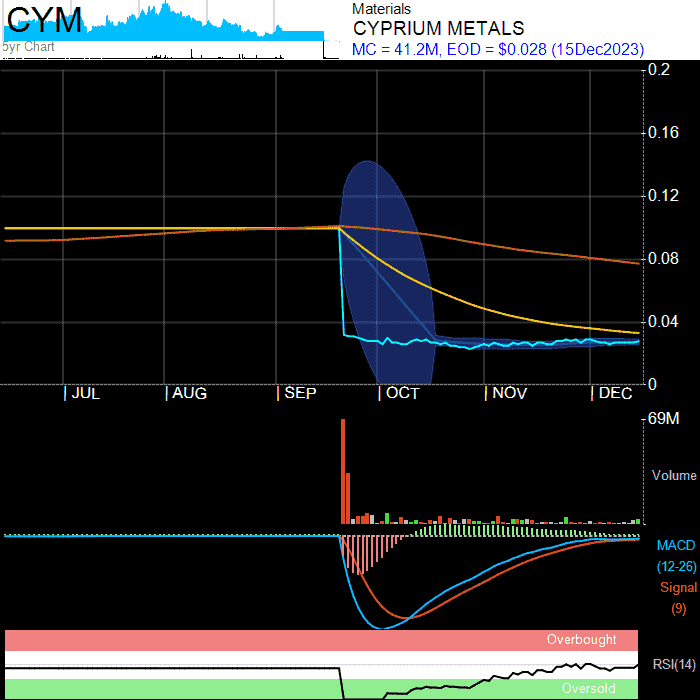 CYM
5yr Chart
Materials
CYPRIUM METALS
MC = 41.2M, EOD = $0.028 (15Dec2023)
0.2
0.16
0.12
0.08
0.04
0
JUL AUG SEP OCT NOV DEC
69M
Volume
MACD
(12-26)
Signal
(9)
Overbought
RSI(14)
Oversold